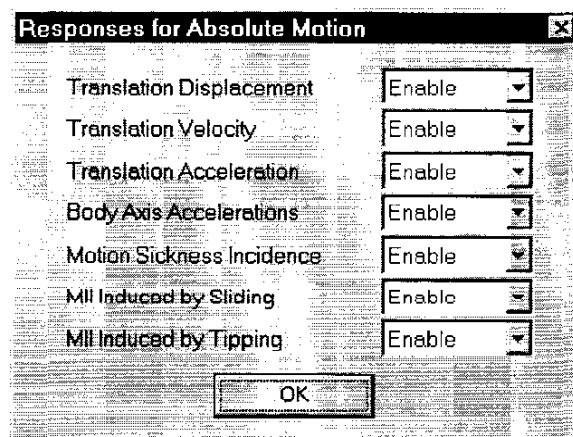 Responses for Absolute Motion
Translation Displacement Enable
Translation Velocity Enable
Translation Acceleration Enable
Body Axis Accelerations Enable
Motion Sickness Incidence Enable
MII Induced by Sliding Enable
MII Induced by Tipping Enable
OK